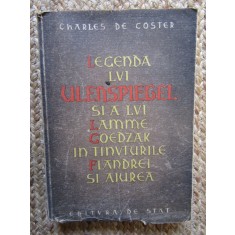 CHARLES DE COSTER
LEGENDA
LUI
ULENSPIEGEL
SI A LUI
LAMME
GOEDZAK
IN TINUTURILE
FLANDREI
SI AIUREA
EDITURA DE STAT